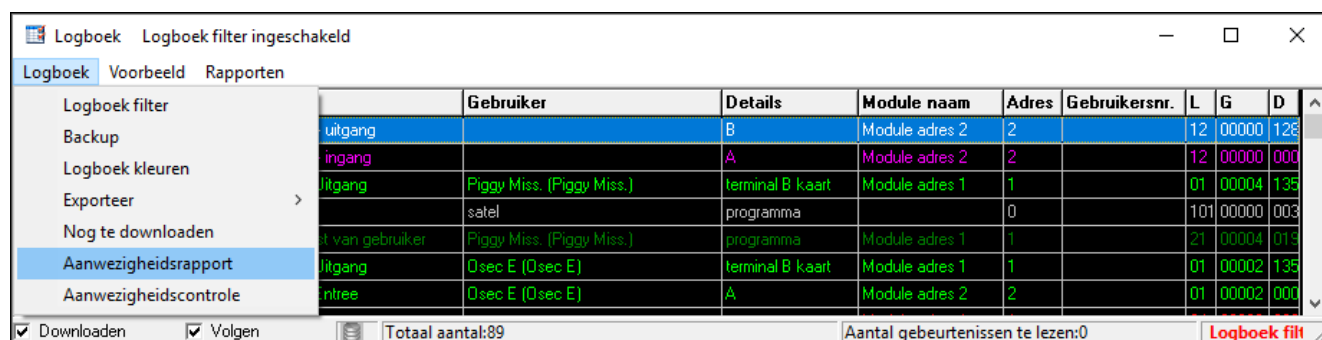 Logboek Logboek filter ingeschakeld
Logboek Voorbeeld Rapporten
Logboek filter
Backup
Logboek kleuren
Exporteer
Nog te downloaden
Aanwezigheidsrapport
Aanwezigheidscontrole
Gebruiker Details Module naam Adres Gebruikersnr. L G D
uitgang B Module adres 2 2 12 00000 128
ingang A Module adres 2 2 12 00000 000
Uitgang Piggy Miss. (Piggy Miss.) terminal B kaart Module adres 1 1 01 00004 135
satel programma 0 101 00000 003
van gebruiker Piggy Miss. (Piggy Miss.) programma Module adres 1 1 21 00004 019
Uitgang Osec E (Osec E) terminal B kaart Module adres 1 1 01 00002 135
Entree Osec E (Osec E) A Module adres 2 2 01 00002 000
Downloaden Volgen Totaal aantal:89 Aantal gebeurtenissen te lezen:0 Logboek filt